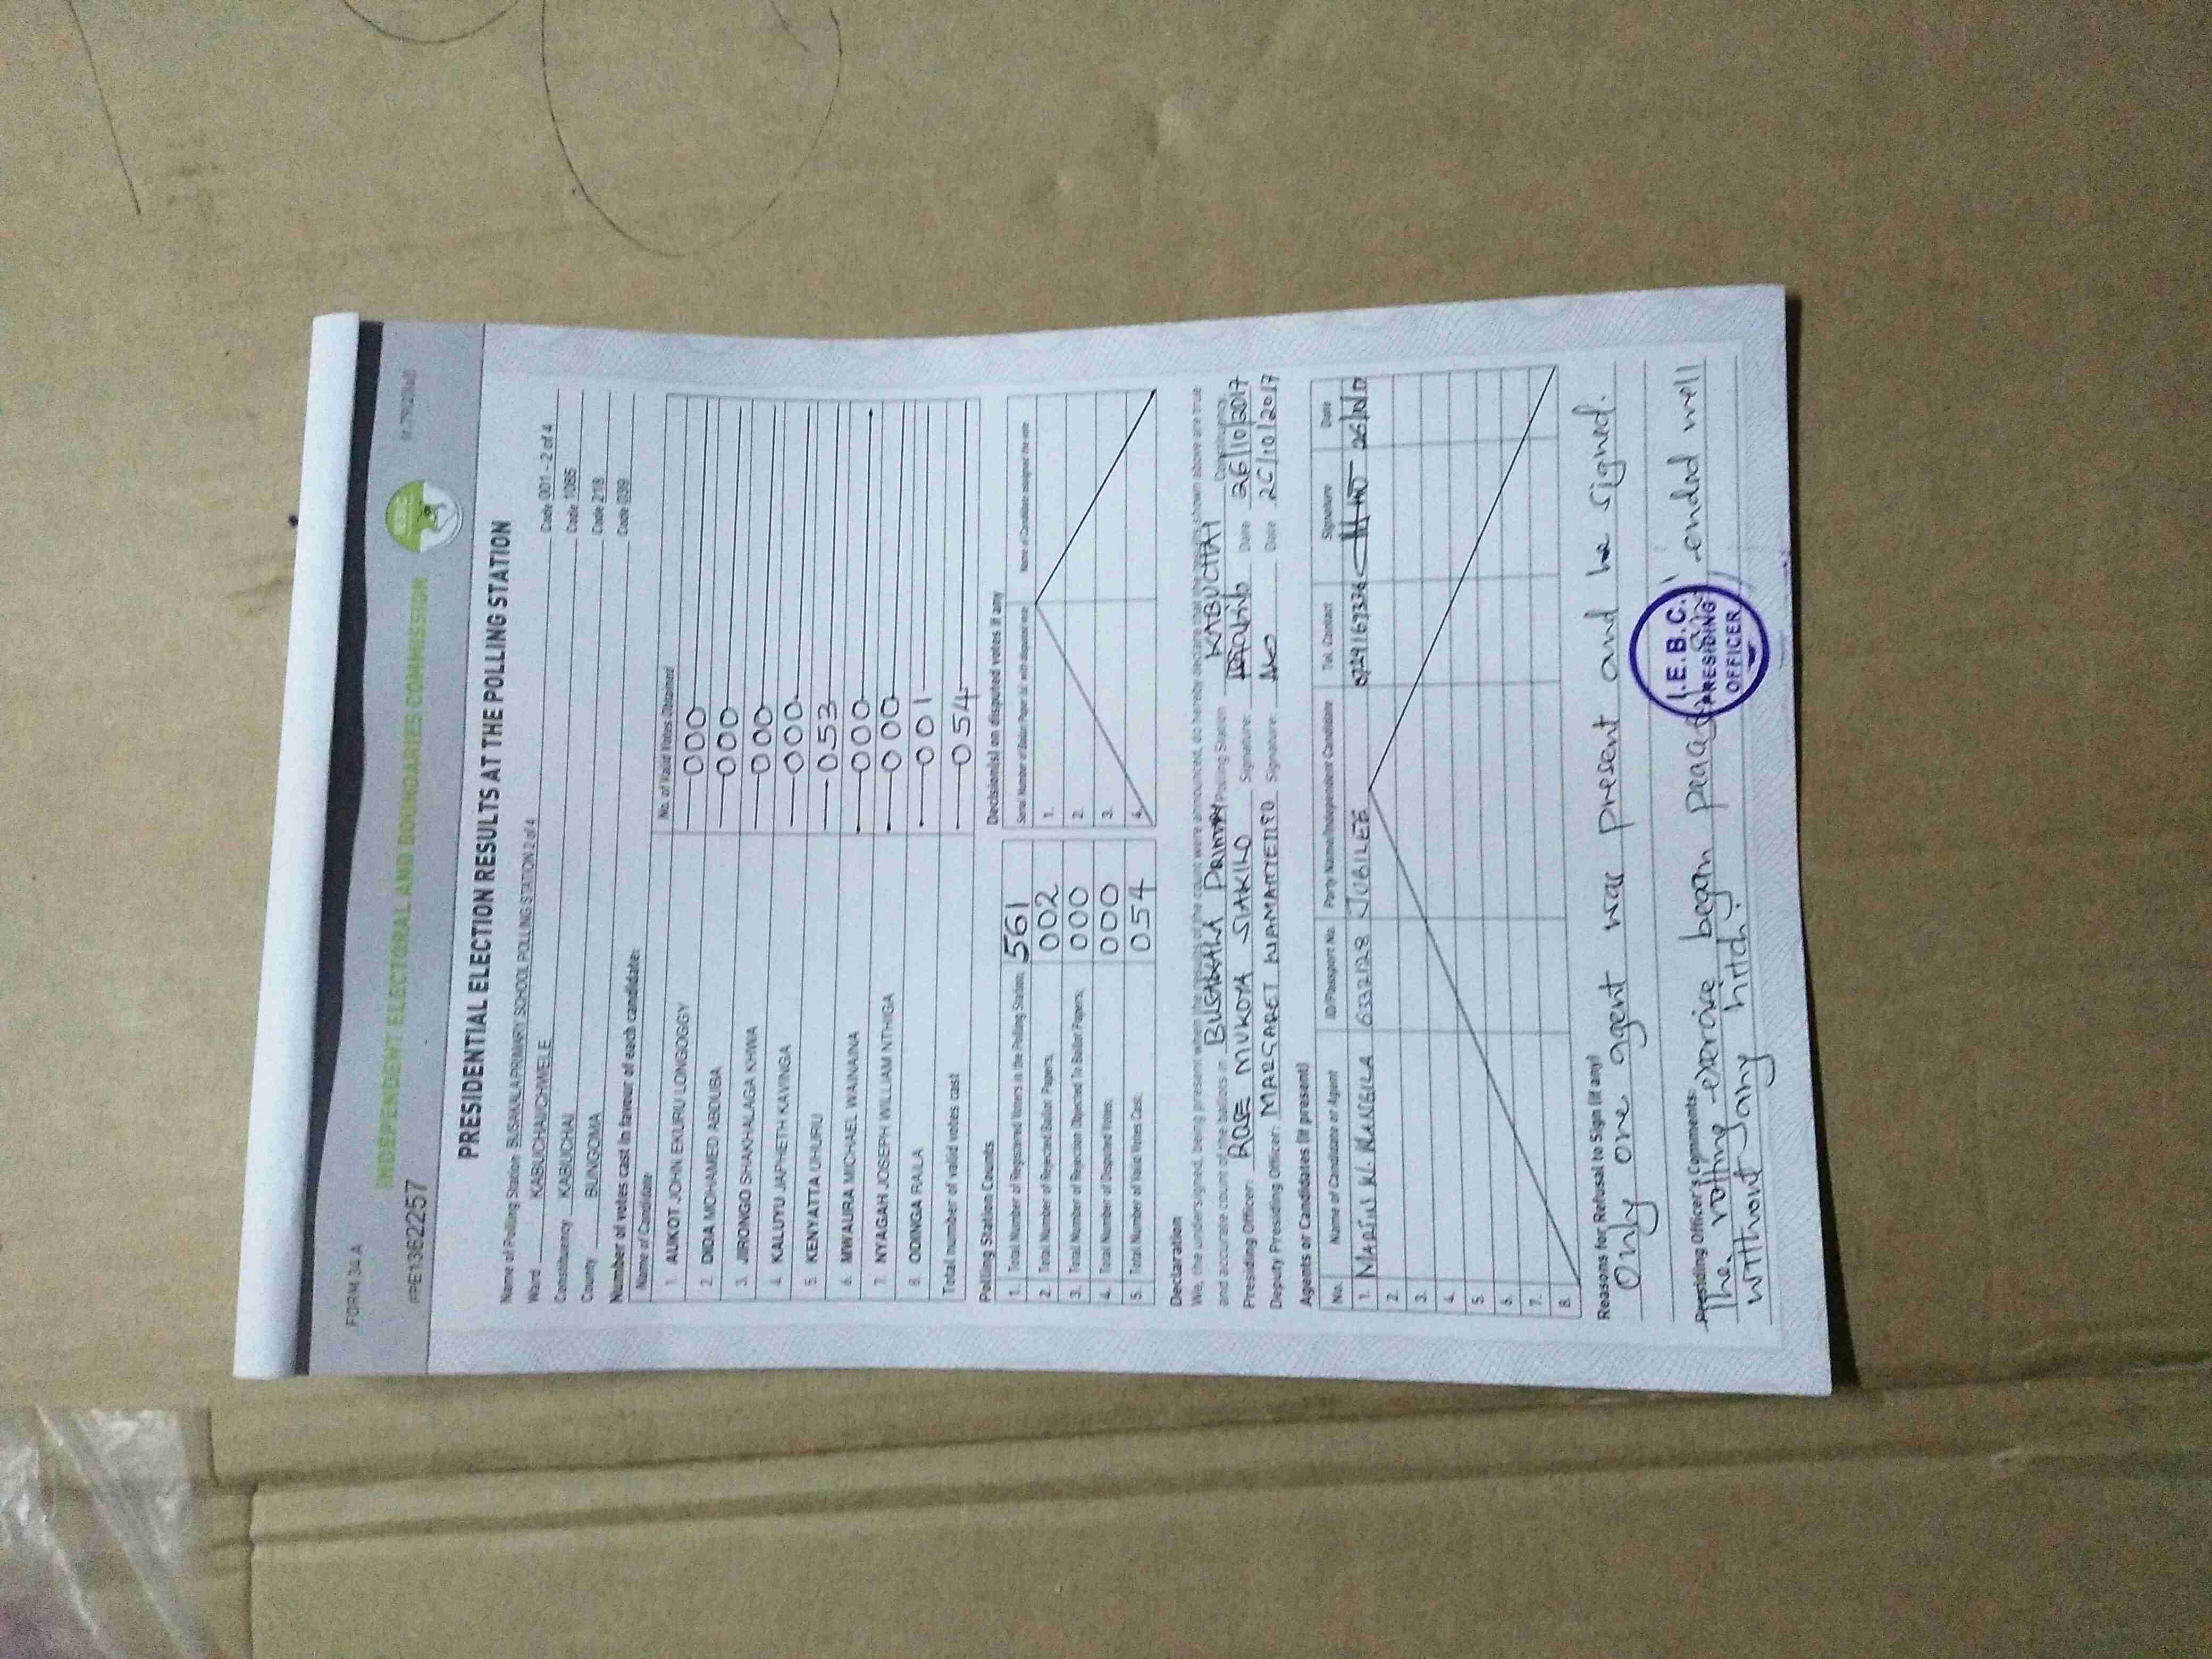 FORM 34 A
INDEPENDENT ELECTORAL AND BOUNDARIES COMMISSION
PPE1362257
PRESIDENTIAL ELECTION RESULTS AT THE POLLING STATION
Name of Polling Station BUSAKALA PRIMARY SCHOOL POLLING STATION 2 of 4 Code 001 - 2 of 4
Ward KABUCHAI/CHWELE Code 1085
Constituency KABUCHAI Code 218
County BUNGOMA Code 039
Number of votes cast in favour of each candidate:
Name of Candidate No. of Valid Votes Obtained
1. AUKOT JOHN EKURU LONGOGGY 000
2. DIDA MOHAMED ABDUBA 000
3. JIRONGO SHAKHALAGA KHWA 000
4. KALUYU JAPHETH KAVINGA 000
5. KENYATTA UHURU 053
6. MWAURA MICHAEL WAINAINA 000
7. NYAGAH JOSEPH WILLIAM NTHIGA 000
8. ODINGA RAILA 001
Total number of valid votes cast 054
Polling Station Counts
1. Total Number of Registered Voters in the Polling Station: 561
2. Total Number of Rejected Ballot Papers: 002
3. Total Number of Rejection Objected To Ballot Papers: 000
4. Total Number of Disputed Votes: 000
5. Total Number of Valid Votes Cast: 054
Decision(s) on disputed votes if any
Serial Number of Ballot Paper(s) with disputed vote Name of Candidate assigned the vote
1.
2.
3.
4.
Declaration
We, the undersigned, being present when the results of the count were announced, do hereby declare that the results shown above are true
and accurate count of the ballots in PRIMARY Polling Station KABUCHAI Constituency
Presiding Officer: ROSE MUKOYA SIAKILO Signature: Date 26/10/2017
Deputy Presiding Officer: MARGARET Signature: Date 26/10/2017
Agents or Candidates (if present)
No. Name of Candidate or Agent ID/Passport No. Party Name/Independent Candidate Tel. Contact Signature Date
1. MARTIN W. 6332128 JUBILEE
2.
3.
4.
5.
6.
7.
8.
Reasons for Refusal to Sign (if any)
Only one agent was present and he signed.
Presiding Officer's Comments:
The voting exercise began peacefully and ended well
without any hitch.
I.E.B.C.
PRESIDING
OFFICER